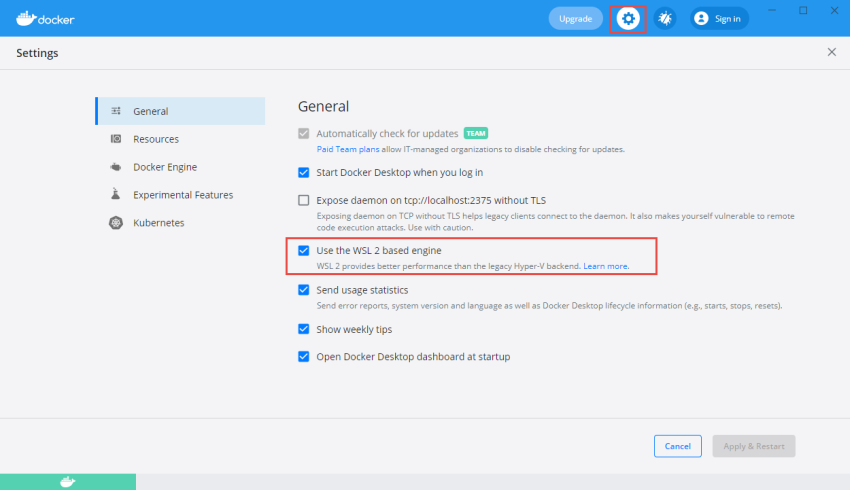 docker
Upgrade
Sign in
Settings
General
Resources
Docker Engine
Experimental Features
Kubernetes
General
Automatically check for updates TEAM
Paid Team plans allow IT-managed organizations to disable checking for updates.
Start Docker Desktop when you log in
Expose daemon on tcp://localhost:2375 without TLS
Exposing daemon on TCP without TLS helps legacy clients connect to the daemon. It also makes yourself vulnerable to remote
code execution attacks. Use with caution.
Use the WSL 2 based engine
WSL 2 provides better performance than the legacy Hyper-V backend. Learn more.
Send usage statistics
Send error reports, system version and language as well as Docker Desktop lifecycle information (e.g., starts, stops, resets).
Show weekly tips
Open Docker Desktop dashboard at startup
Cancel
Apply & Restart